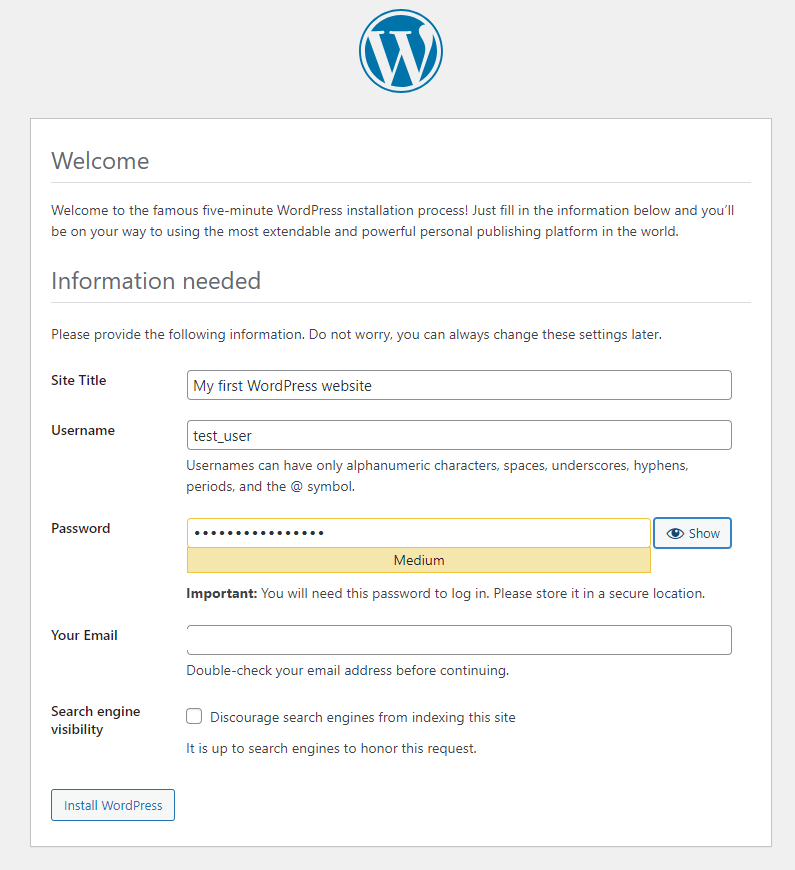 Welcome
Welcome to the famous five-minute WordPress installation process! Just fill in the information below and you’ll
be on your way to using the most extendable and powerful personal publishing platform in the world.
Information needed
Please provide the following information. Do not worry, you can always change these settings later.
Site Title
My first WordPress website
Username
test_user
Usernames can have only alphanumeric characters, spaces, underscores, hyphens,
periods, and the @ symbol.
Password
••••••••••••••••
Show
Medium
Important: You will need this password to log in. Please store it in a secure location.
Your Email
Double-check your email address before continuing.
Search engine
visibility
Discourage search engines from indexing this site
It is up to search engines to honor this request.
Install WordPress